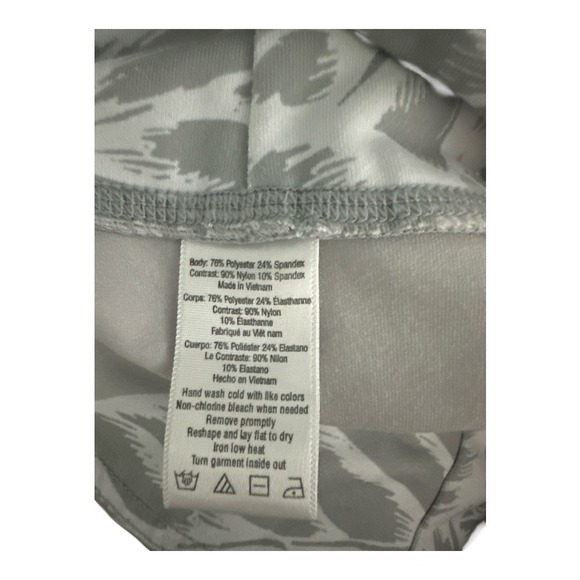 Body: 76% Polyester 24% Spandex
Contrast: 90% Nylon 10% Spandex
Made in Vietnam
Corps: 76% Polyester 24% Élasthanne
Contrast: 90% Nylon
10% Élasthanne
Fabriqué au Viêt nam
Cuerpo: 76% Poliéster 24% Elastano
Le Contraste: 90% Nilon
10% Elastano
Hecho en Vietnam
Hand wash cold with like colors
Non-chlorine bleach when needed
Remove promptly
Reshape and lay flat to dry
Iron low heat
Turn garment inside out